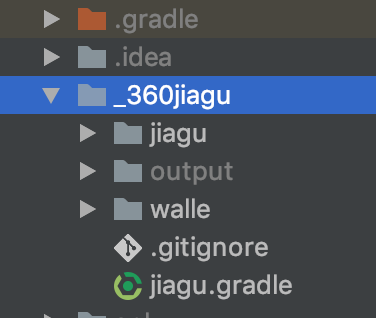 .gradle
.idea
_360jiagu
jiagu
output
walle
.gitignore
jiagu.gradle